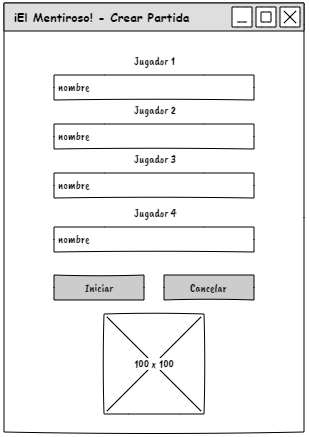 ¡El Mentiroso! - Crear Partida
Jugador 1
nombre
Jugador 2
nombre
Jugador 3
nombre
Jugador 4
nombre
Iniciar
Cancelar
100 x 100